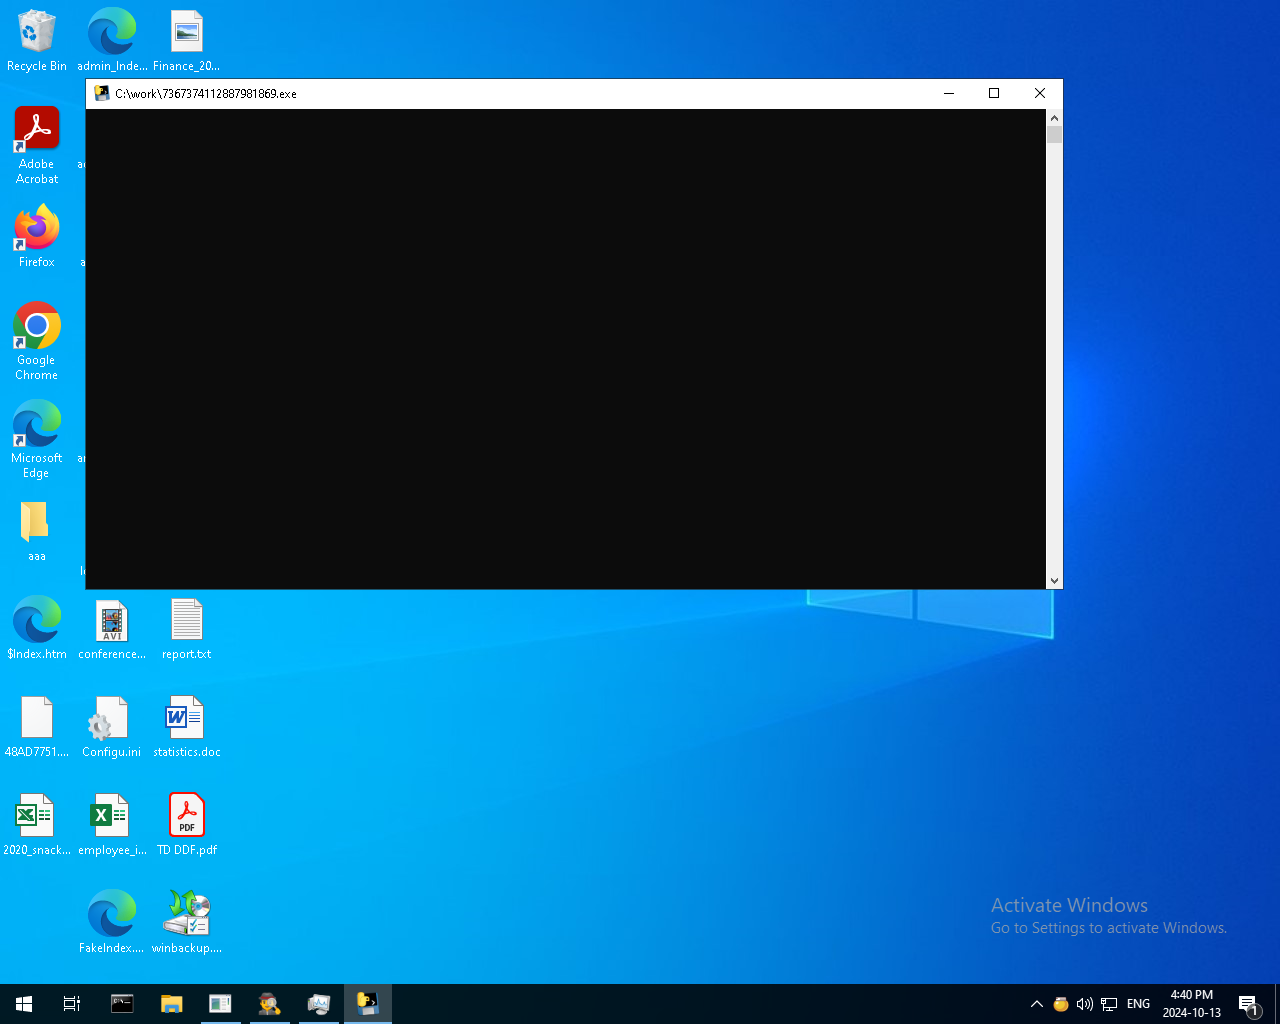 Recycle Bin
admin_Inde...
Finance_20...
C:\work\7367374112887981869.exe
Adobe
Acrobat
Firefox
Google
Chrome
Microsoft
Edge
aaa
$Index.htm
conference...
report.txt
48AD7751....
Configu.ini
statistics.doc
2020_snack...
employee_i...
PDF
TD DDF.pdf
AVI
FakeIndex....
winbackup....
Activate Windows
Go to Settings to activate Windows.
ENG
4:40 PM
2024-10-13
1